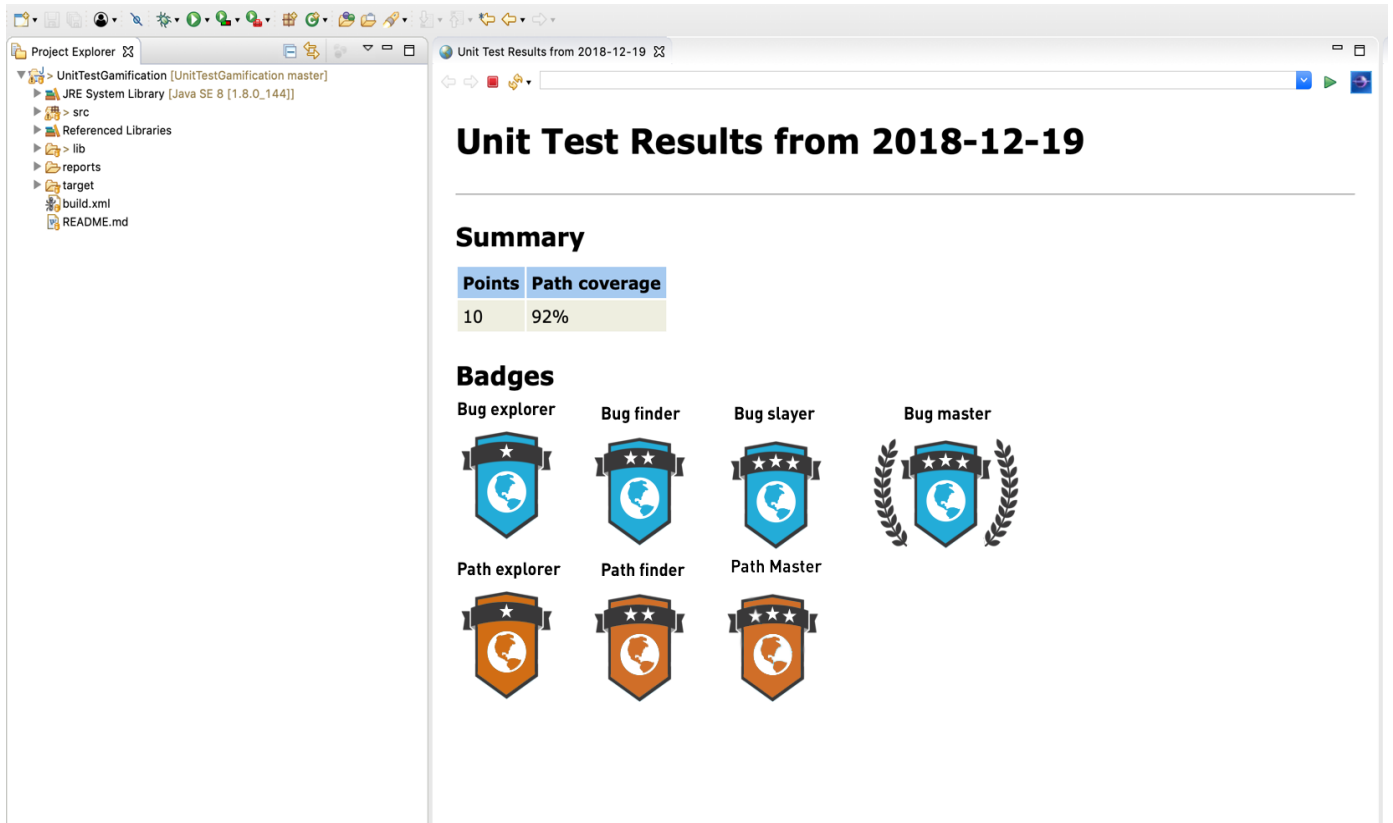 Project Explorer
Unit Test Results from 2018-12-19
> UnitTestGamification [UnitTestGamification master]
JRE System Library [Java SE 8 [1.8.0_144]]
> src
Referenced Libraries
> lib
reports
target
build.xml
README.md
Unit Test Results from 2018-12-19
Summary
Points Path coverage
10 92%
Badges
Bug explorer Bug finder Bug slayer Bug master
Path explorer Path finder Path Master